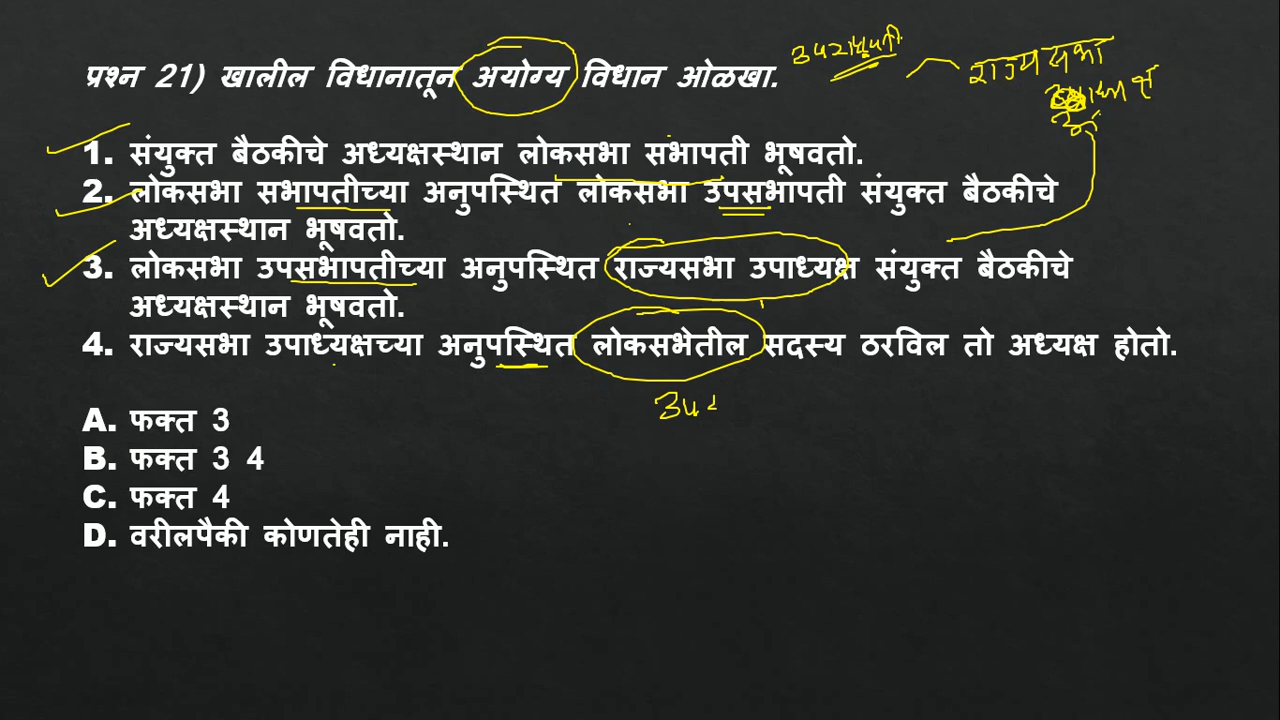 प्रश्न 21) खालील विधानातून अयोग्य विधान ओळखा.
उपराष्ट्रपती
राज्यसभा
1. संयुक्त बैठकीचे अध्यक्षस्थान लोकसभा सभापती भूषवतो.
2. लोकसभा सभापतीच्या अनुपस्थित लोकसभा उपसभापती संयुक्त बैठकीचे
अध्यक्षस्थान भूषवतो.
3. लोकसभा उपसभापतीच्या अनुपस्थित राज्यसभा उपाध्यक्ष संयुक्त बैठकीचे
अध्यक्षस्थान भूषवतो.
4. राज्यसभा उपाध्यक्षच्या अनुपस्थित लोकसभेतील सदस्य ठरविल तो अध्यक्ष होतो.
A. फक्त 3
B. फक्त 3 4
C. फक्त 4
D. वरीलपैकी कोणतेही नाही.